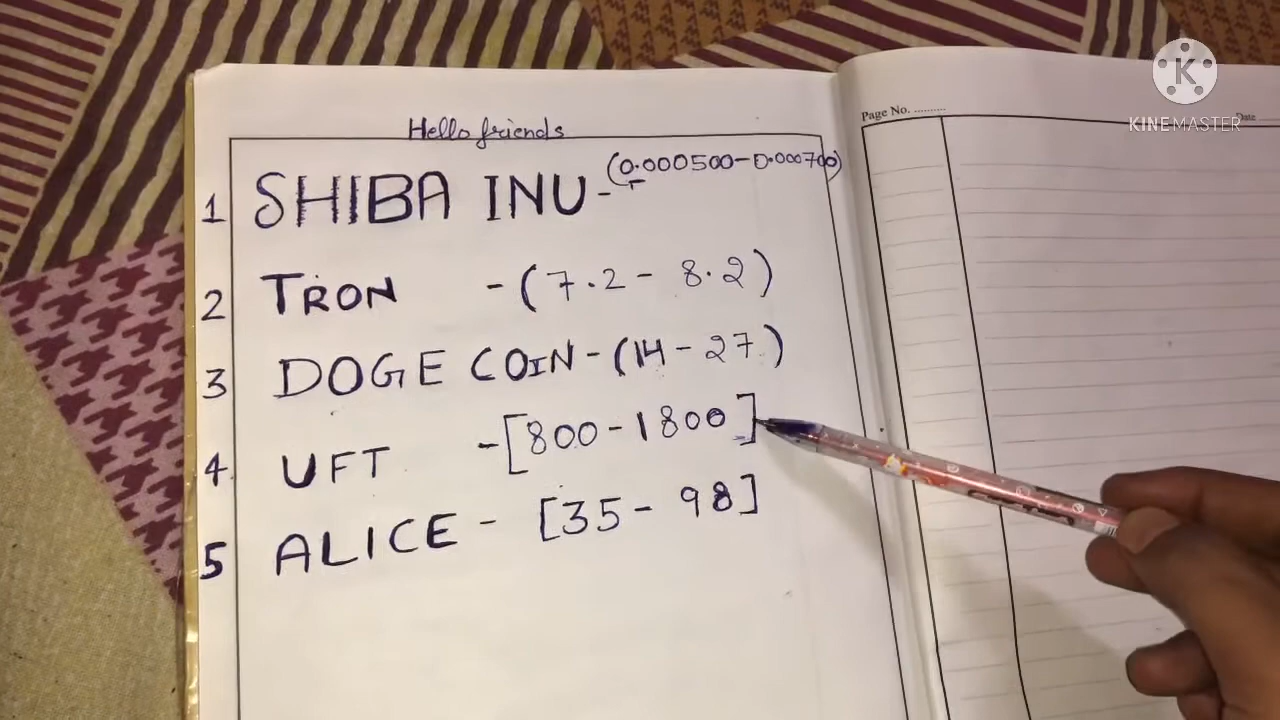 Hello friends
1 SHIBA INU - (0.000500-0.000700)
2 TRON - (7.2 - 8.2)
3 DOGE COIN - (14 - 27)
4 UFT - [800 - 1800]
5 ALICE - [35 - 98]
Page No. ..........
Date
K
KINEMASTER